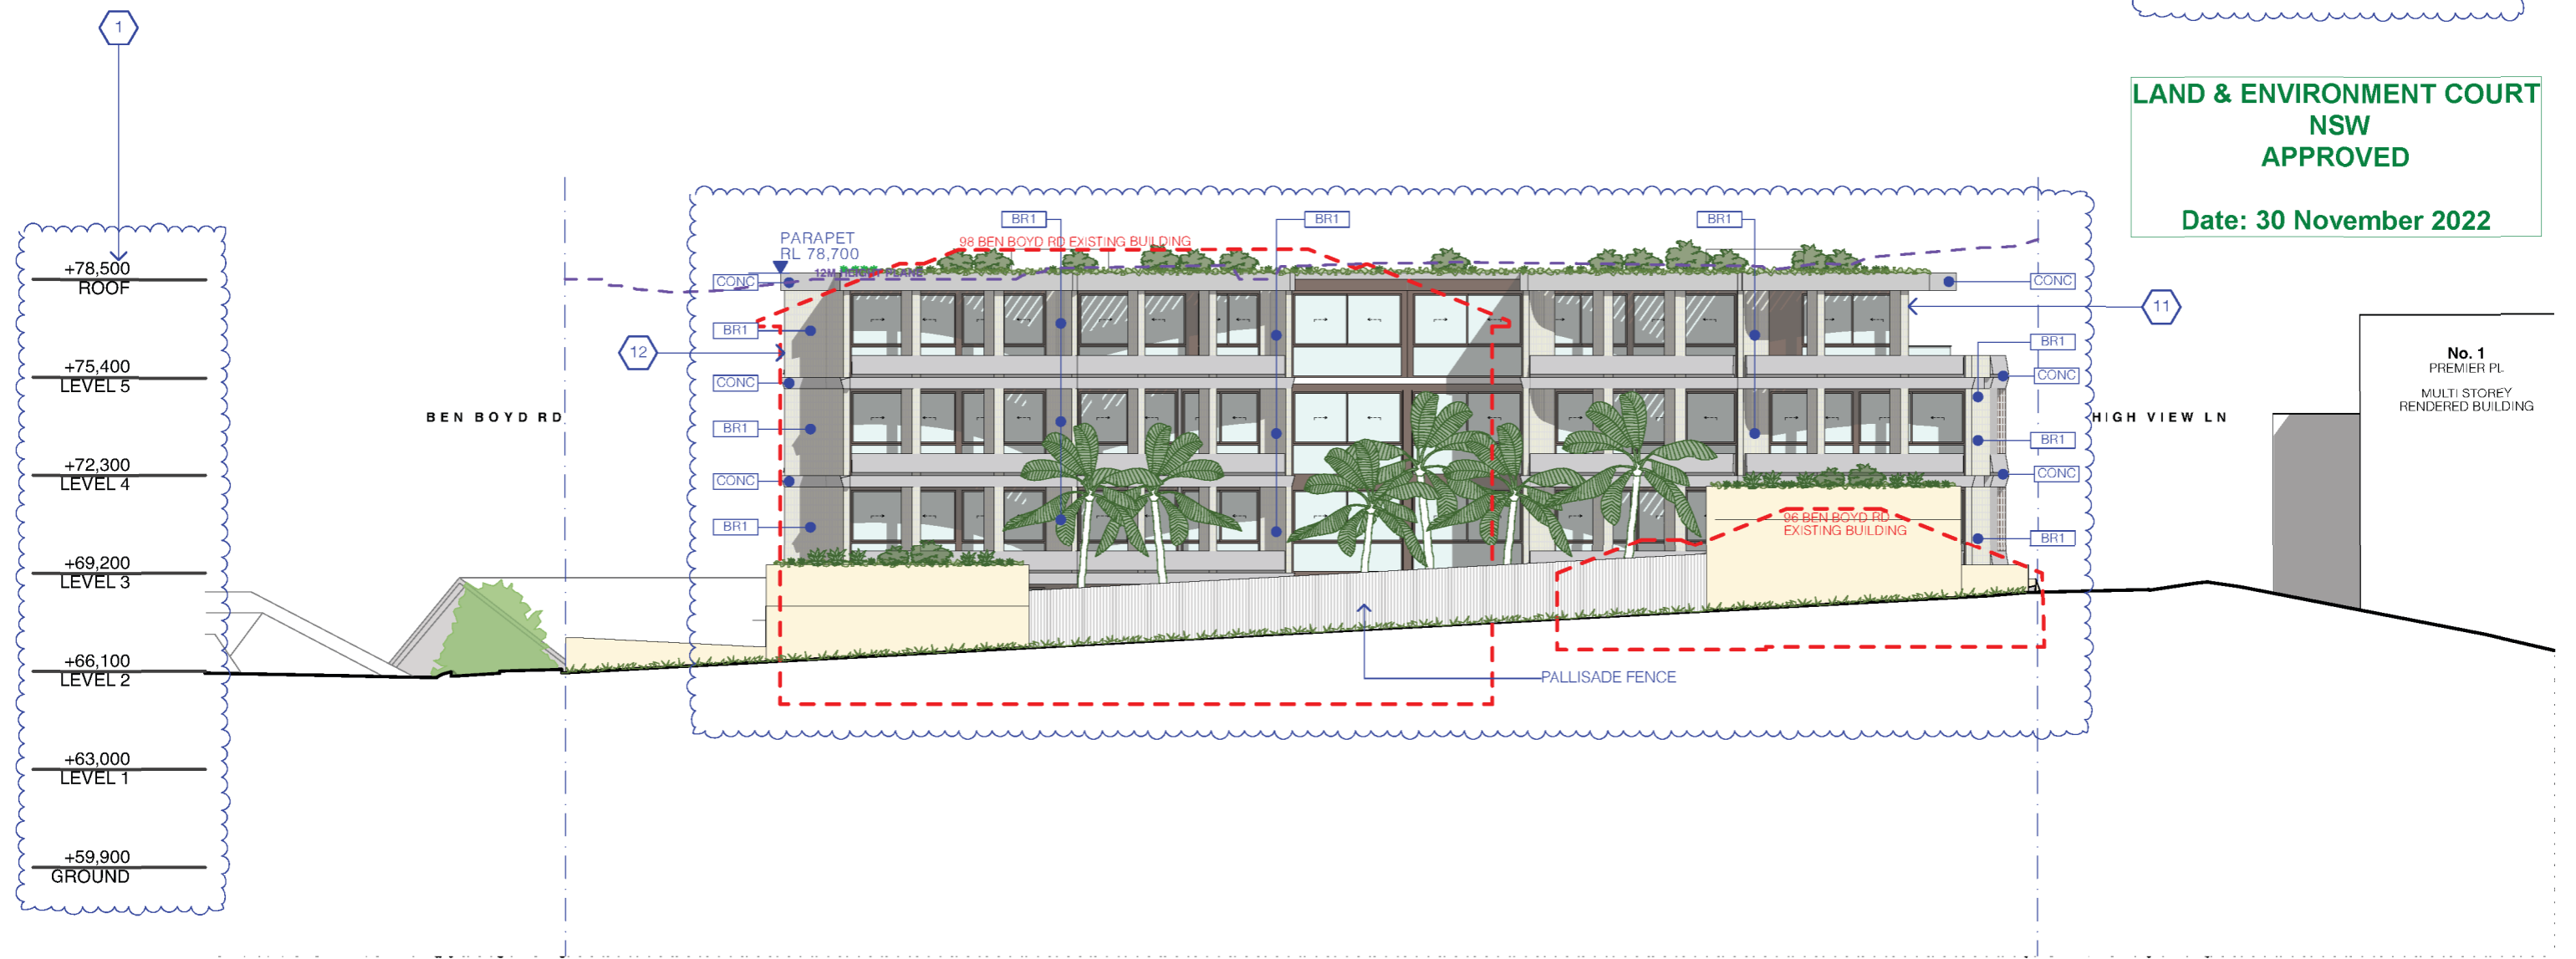 1
LAND & ENVIRONMENT COURT
NSW
APPROVED
Date: 30 November 2022
+78,500
ROOF
+75,400
LEVEL 5
+72,300
LEVEL 4
+69,200
LEVEL 3
+66,100
LEVEL 2
+63,000
LEVEL 1
+59,900
GROUND
BEN BOYD RD
12
PARAPET
RL 78,700
12M HEIGHT PLANE
98 BEN BOYD RD EXISTING BUILDING
BR1
BR1
BR1
CONC
BR1
CONC
BR1
CONC
BR1
CONC
11
BR1
CONC
BR1
CONC
BR1
96 BEN BOYD RD
EXISTING BUILDING
PALLISADE FENCE
HIGH VIEW LN
No. 1
PREMIER PL
MULTI STOREY
RENDERED BUILDING